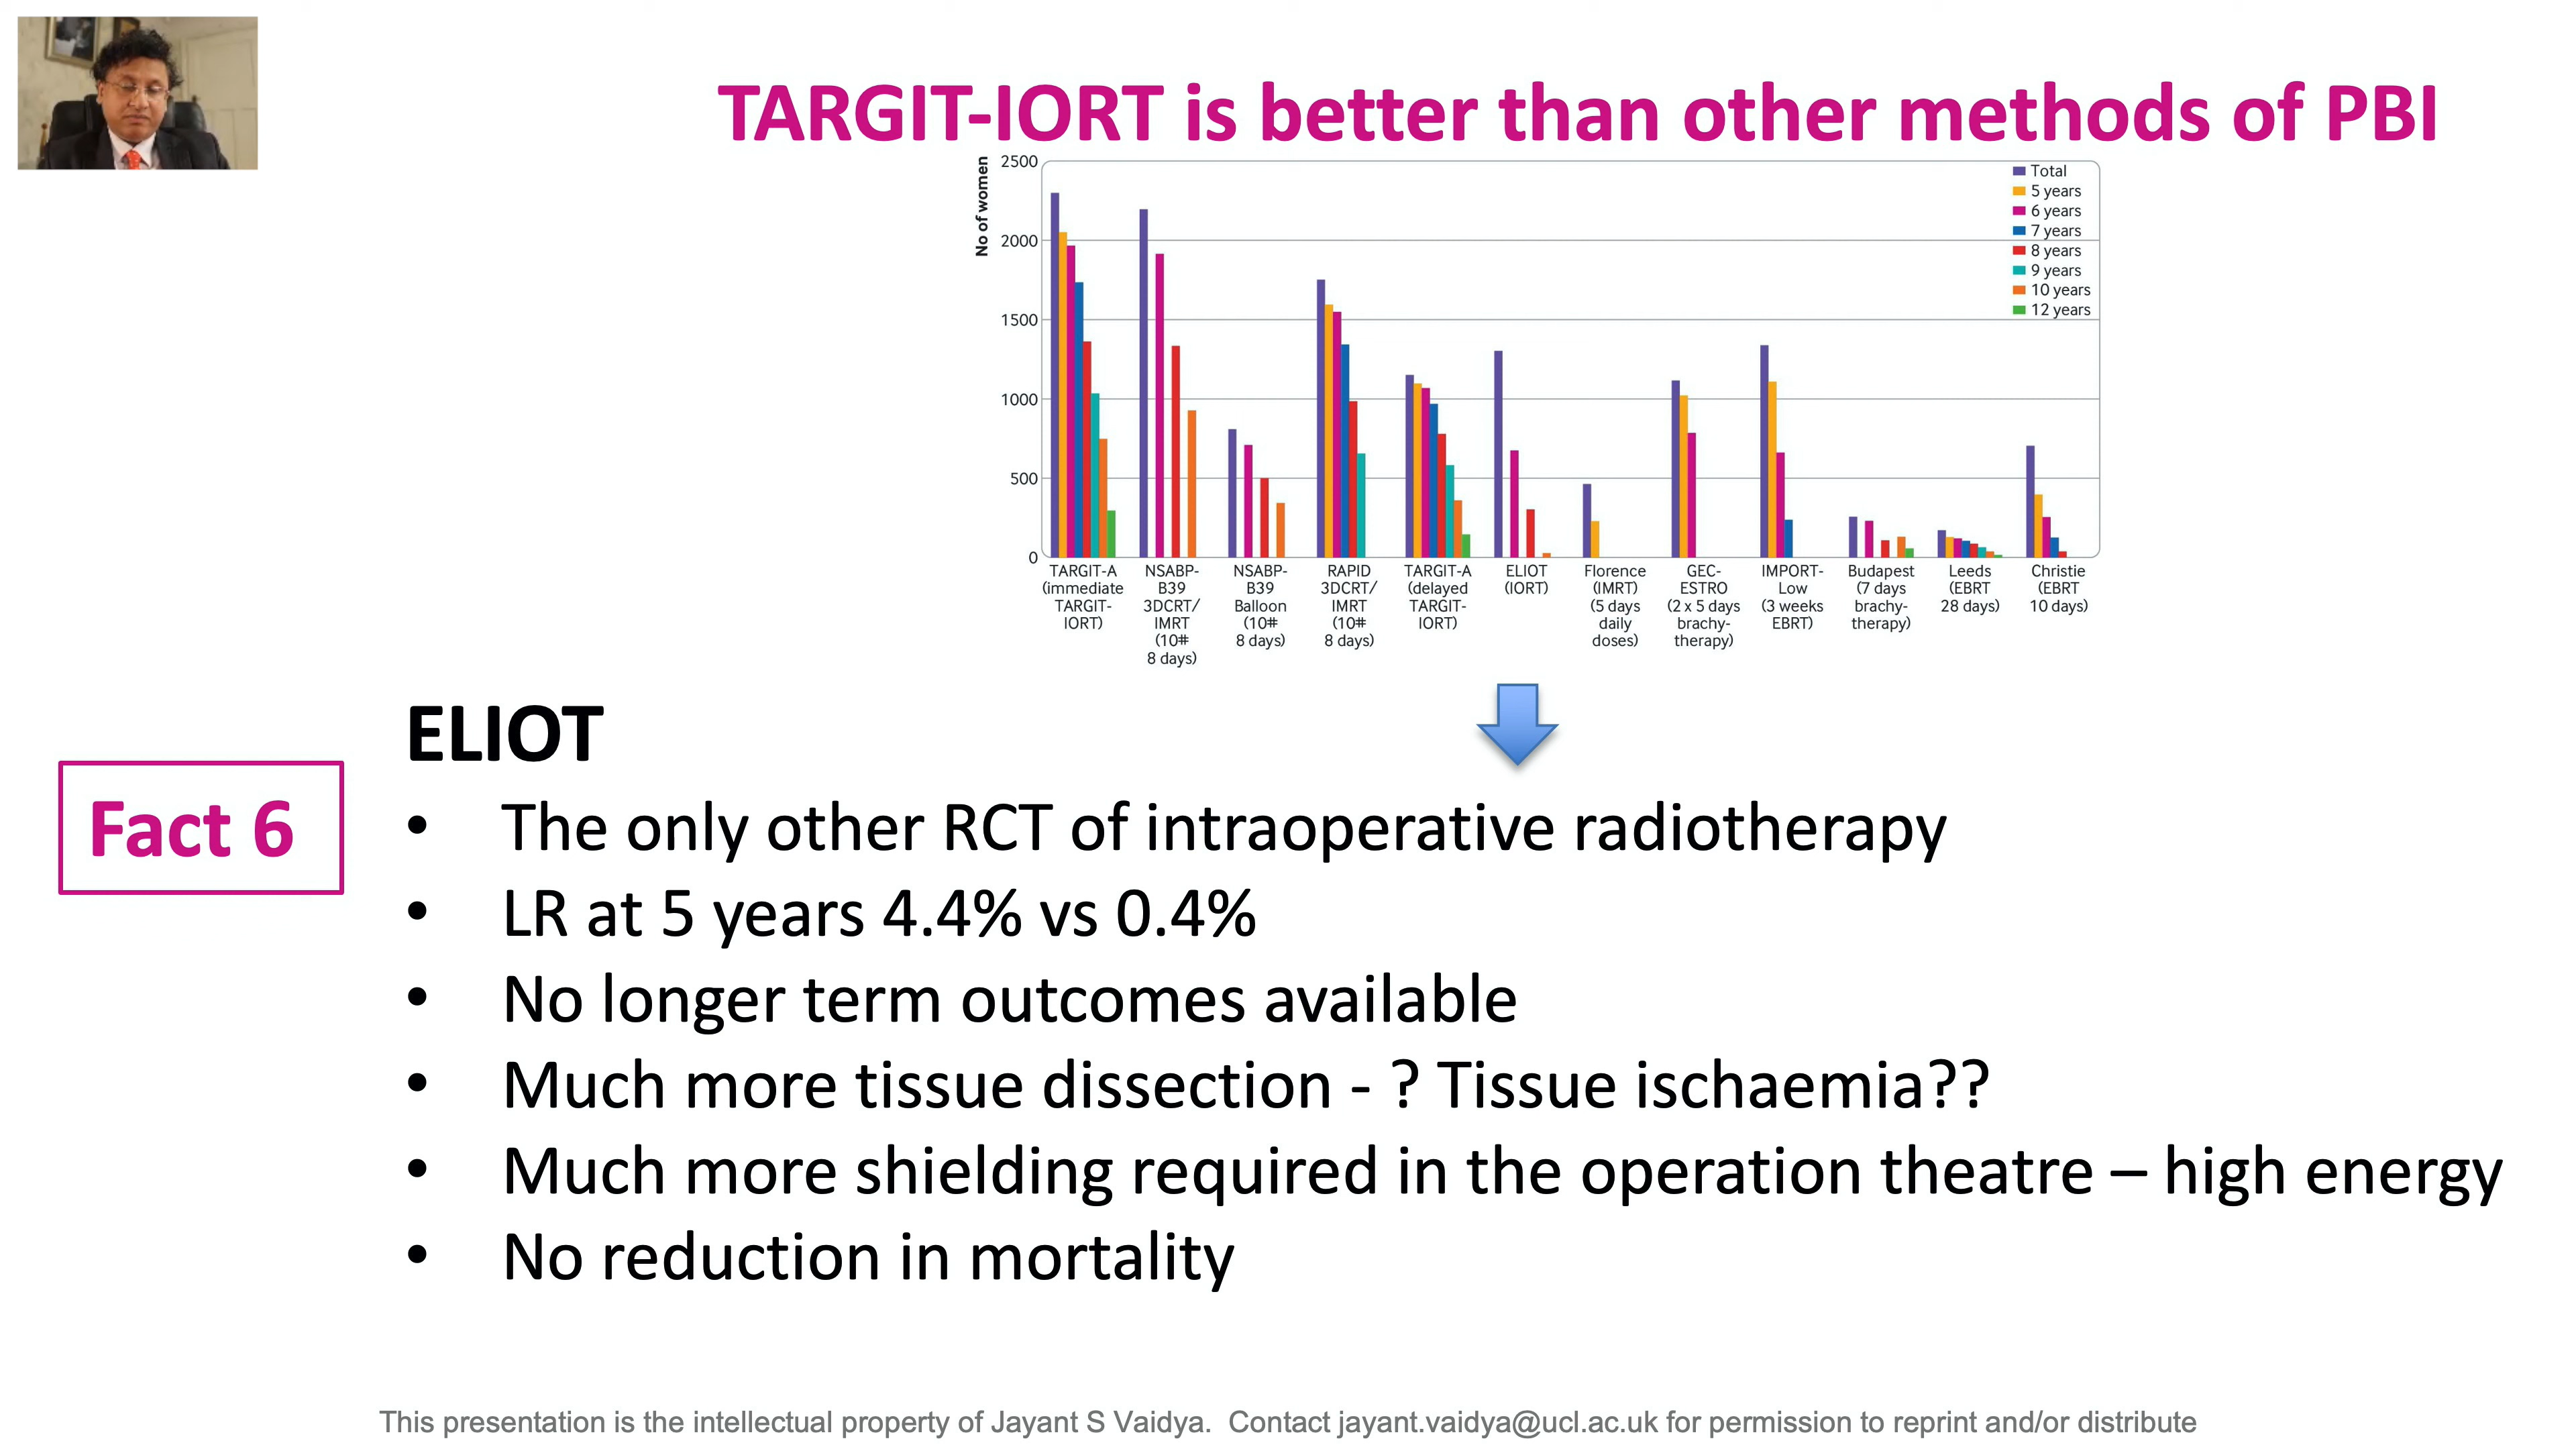 TARGIT-IORT is better than other methods of PBI
No of women
2500
2000
1500
1000
500
0
Total
5 years
6 years
7 years
8 years
9 years
10 years
12 years
TARGIT-A
(immediate
TARGIT-
IORT)
NSABP-
B39
3DCRT/
IMRT
(10#
8 days)
NSABP-
B39
Balloon
(10#
8 days)
RAPID
3DCRT/
IMRT
(10#
8 days)
TARGIT-A
(delayed
TARGIT-
IORT)
ELIOT
(IORT)
Florence
(IMRT)
(5 days
daily
doses)
GEC-
ESTRO
(2 x 5 days
brachy-
therapy)
IMPORT-
Low
(3 weeks
EBRT)
Budapest
(7 days
brachy-
therapy)
Leeds
(EBRT
28 days)
Christie
(EBRT
10 days)
Fact 6
ELIOT
• The only other RCT of intraoperative radiotherapy
• LR at 5 years 4.4% vs 0.4%
• No longer term outcomes available
• Much more tissue dissection - ? Tissue ischaemia??
• Much more shielding required in the operation theatre – high energy
• No reduction in mortality
This presentation is the intellectual property of Jayant S Vaidya. Contact jayant.vaidya@ucl.ac.uk for permission to reprint and/or distribute